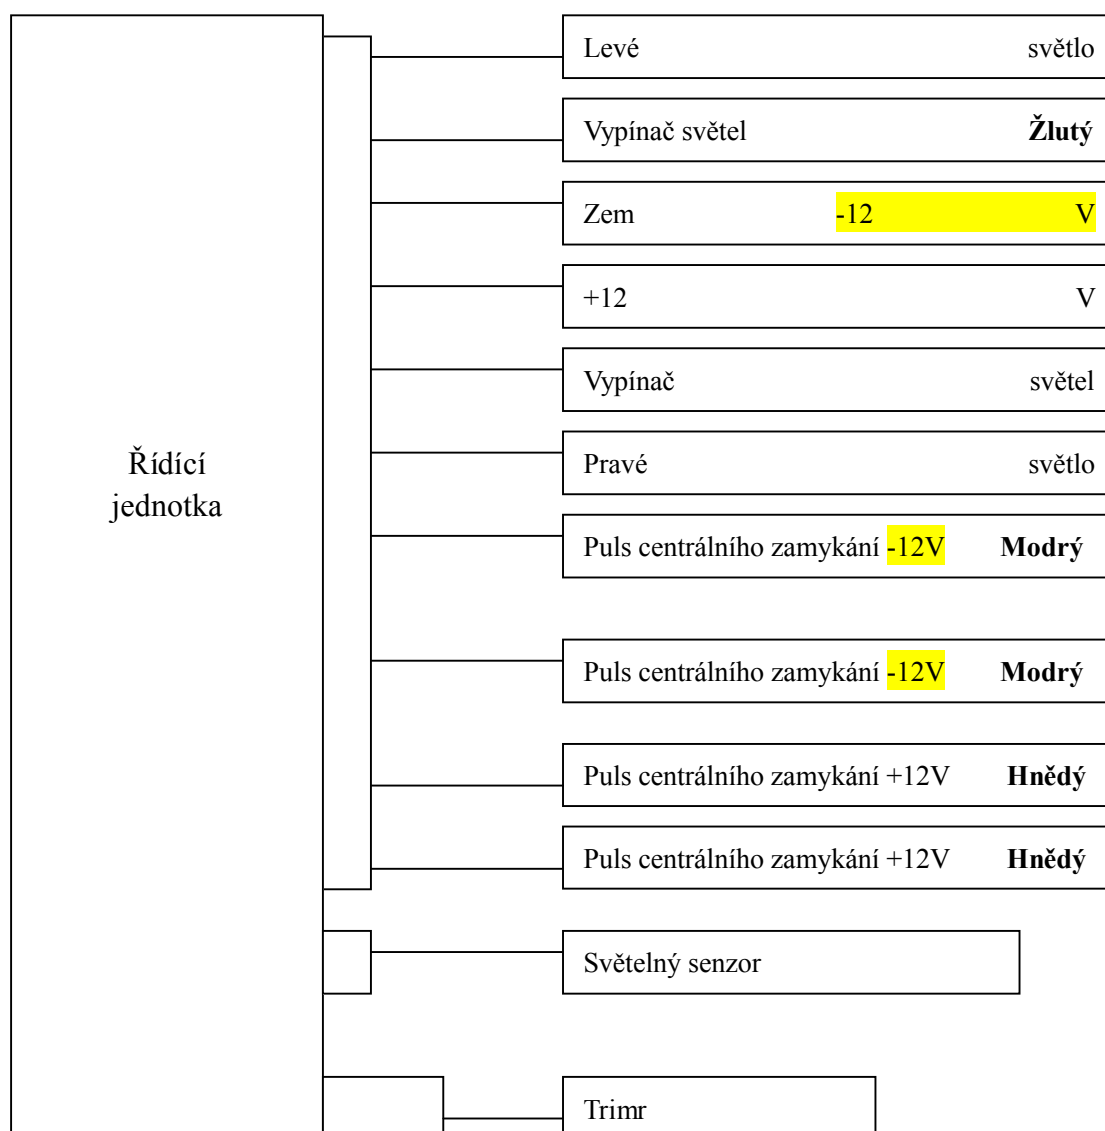 Levé světlo
Vypínač světel Žlutý
Zem -12 V
+12 V
Vypínač světel
Řídící
jednotka
Pravé světlo
Puls centrálního zamykání -12V Modrý
Puls centrálního zamykání -12V Modrý
Puls centrálního zamykání +12V Hnědý
Puls centrálního zamykání +12V Hnědý
Světelný senzor
Trimr